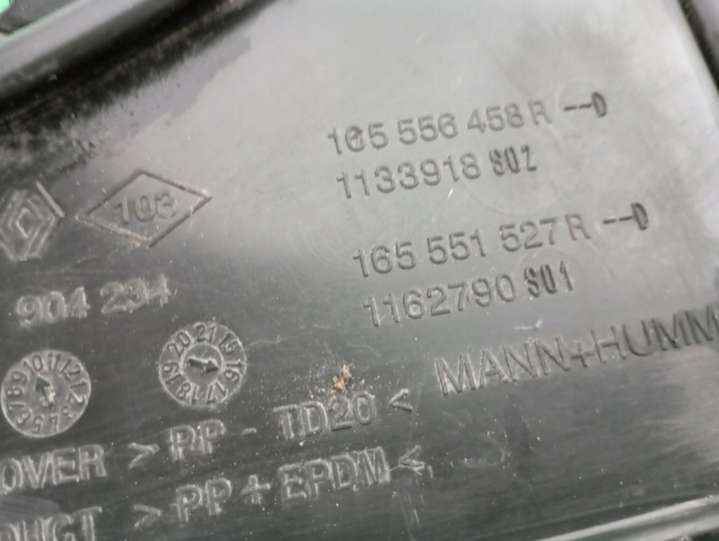 165 556 458 R --D
1133918 S02
103
165 551 527 R --D
904 294
1162790 S01
MANN+HUMM
OVER > PP - TD20 <
> PP + EPDM <